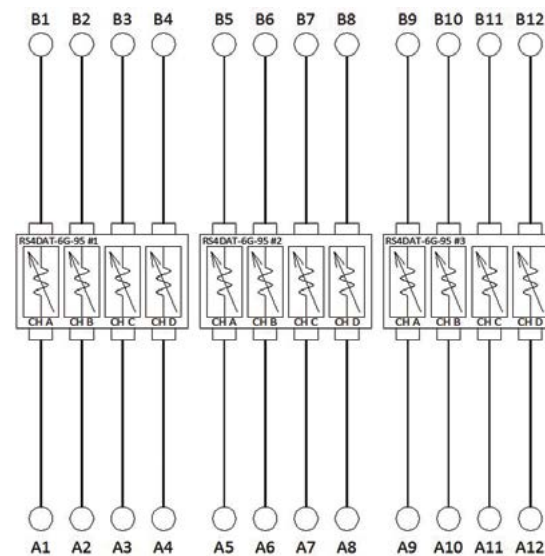 B1 B2 B3 B4 B5 B6 B7 B8 B9 B10 B11 B12
RS4DAT-6G-95 #1 RS4DAT-6G-95 #2 RS4DAT-6G-95 #3
CH A CH B CH C CH D CH A CH B CH C CH D CH A CH B CH C CH D
A1 A2 A3 A4 A5 A6 A7 A8 A9 A10 A11 A12